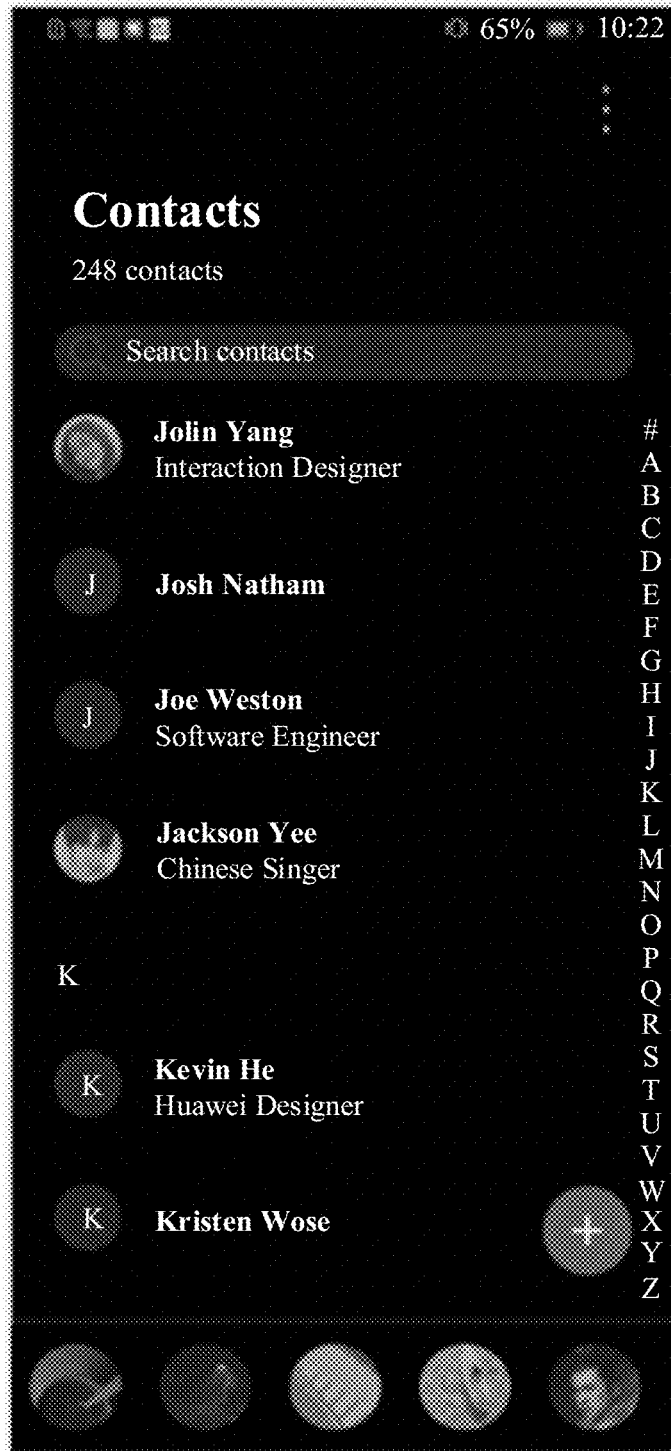 65% 10:22
Contacts
248 contacts
Search contacts
Jolin Yang
Interaction Designer
J
Josh Natham
J
Joe Weston
Software Engineer
Jackson Yee
Chinese Singer
K
K
Kevin He
Huawei Designer
K
Kristen Wose
+
#
A
B
C
D
E
F
G
H
I
J
K
L
M
N
O
P
Q
R
S
T
U
V
W
X
Y
Z